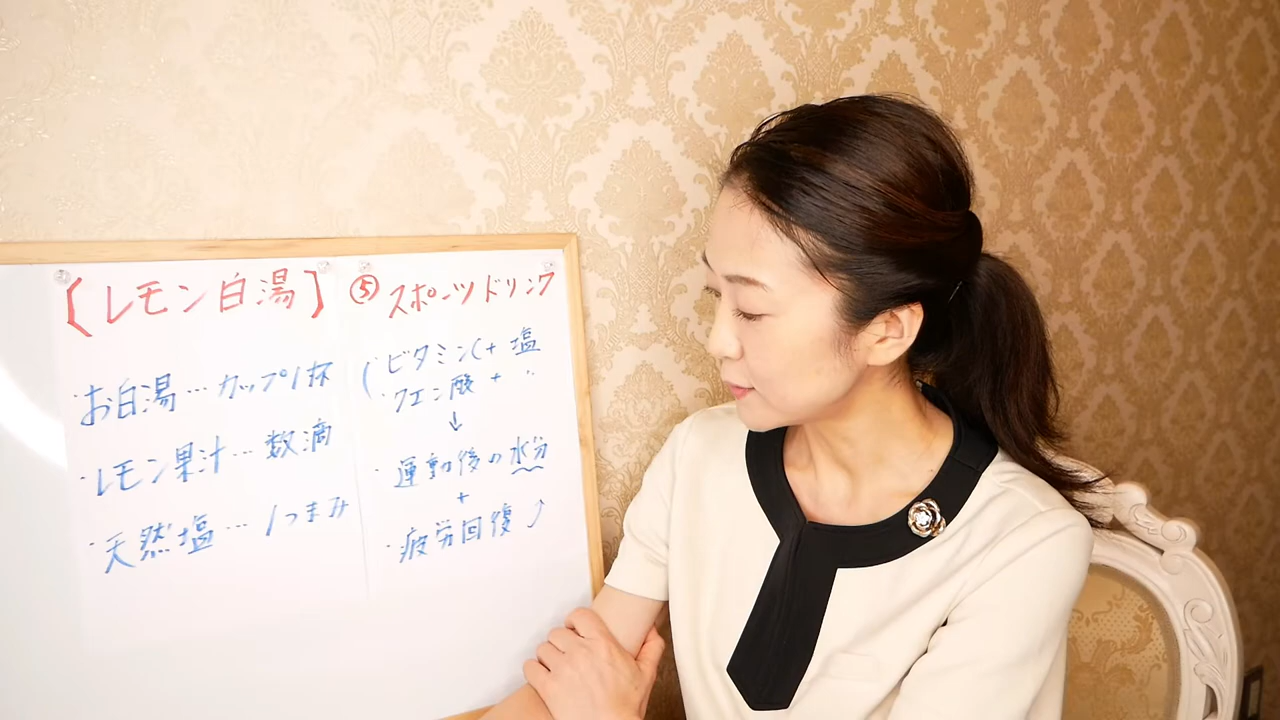 【レモン白湯】
・お白湯…カップ1杯
・レモン果汁…数滴
・天然塩…1つまみ
⑤スポーツドリンク
・ビタミンC+塩
・クエン酸+〃
↓
・運動後の水分
+
・疲労回復↗